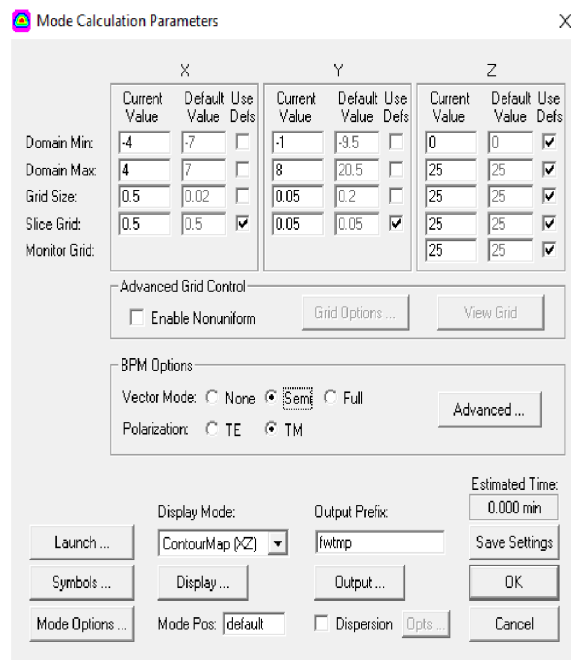 Mode Calculation Parameters
X Y Z
Current Default Use Current Default Use Current Default Use
Value Value Defs Value Value Defs Value Value Defs
Domain Min: -4 -7 -1 -9.5 0 0
Domain Max: 4 7 8 20.5 25 25
Grid Size: 0.5 0.02 0.05 0.2 25 25
Slice Grid: 0.5 0.5 0.05 0.05 25 25
Monitor Grid: 25 25
Advanced Grid Control
Enable Nonuniform Grid Options ... View Grid
BPM Options
Vector Mode: None Semi Full
Advanced ...
Polarization: TE TM
Estimated Time:
Display Mode: Output Prefix: 0.000 min
Launch ... ContourMap (XZ) fwtmp Save Settings
Symbols ... Display ... Output ... OK
Mode Options ... Mode Pos: default Dispersion Opts ... Cancel